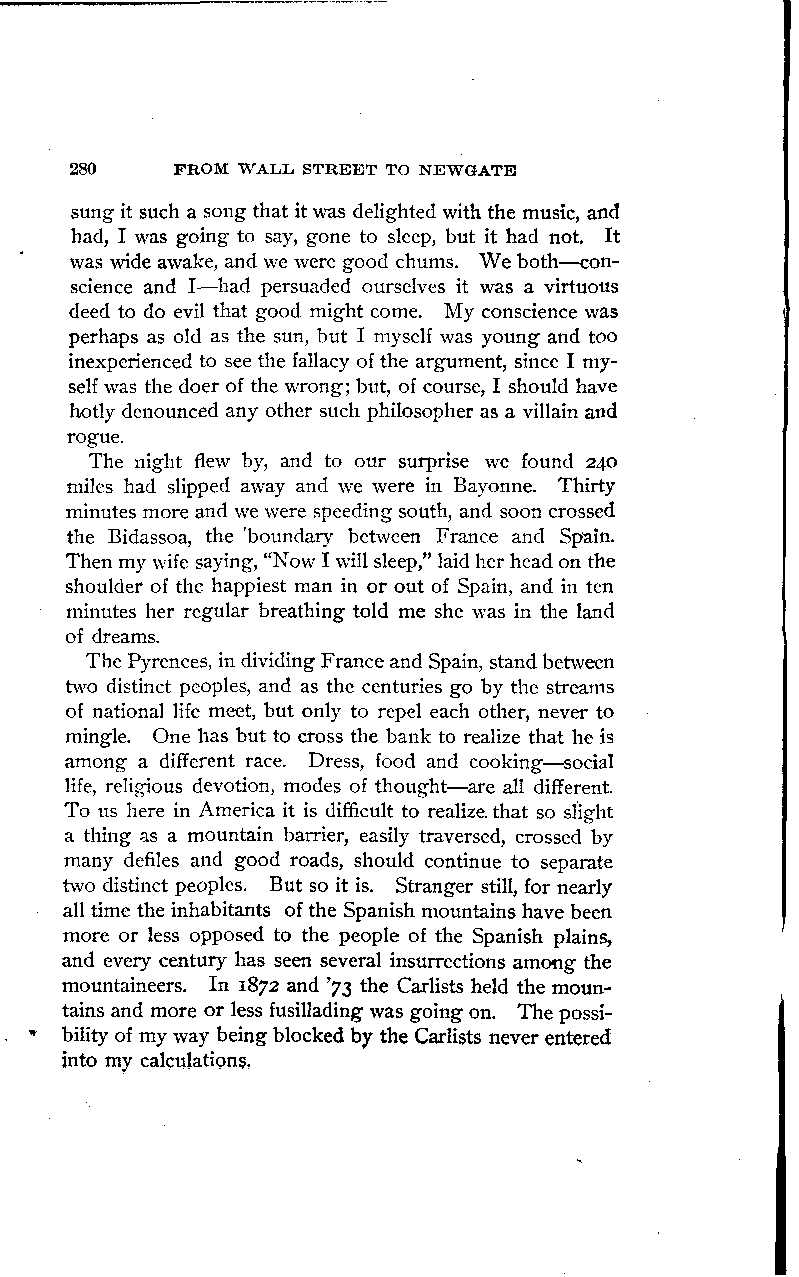 280 FROM WALL STREET TO NEWGATE
sung it such a song that it was delighted with the music, and
had, I was going to say, gone to sleep, but it had not. It
was wide awake, and we were good chums. We both—con-
science and I—had persuaded ourselves it was a virtuous
deed to do evil that good might come. My conscience was
perhaps as old as the sun, but I myself was young and too
inexperienced to see the fallacy of the argument, since I my-
self was the doer of the wrong; but, of course, I should have
hotly denounced any other such philosopher as a villain and
rogue.
The night flew by, and to our surprise we found 240
miles had slipped away and we were in Bayonne. Thirty
minutes more and we were speeding south, and soon crossed
the Bidassoa, the 'boundary between France and Spain.
Then my wife saying, “Now I will sleep,” laid her head on the
shoulder of the happiest man in or out of Spain, and in ten
minutes her regular breathing told me she was in the land
of dreams.
The Pyrenees, in dividing France and Spain, stand between
two distinct peoples, and as the centuries go by the streams
of national life meet, but only to repel each other, never to
mingle. One has but to cross the bank to realize that he is
among a different race. Dress, food and cooking—social
life, religious devotion, modes of thought—are all different.
To us here in America it is difficult to realize that so slight
a thing as a mountain barrier, easily traversed, crossed by
many defiles and good roads, should continue to separate
two distinct peoples. But so it is. Stranger still, for nearly
all time the inhabitants of the Spanish mountains have been
more or less opposed to the people of the Spanish plains,
and every century has seen several insurrections among the
mountaineers. In 1872 and ’73 the Carlists held the moun-
tains and more or less fusillading was going on. The possi-
bility of my way being blocked by the Carlists never entered
into my calculations.